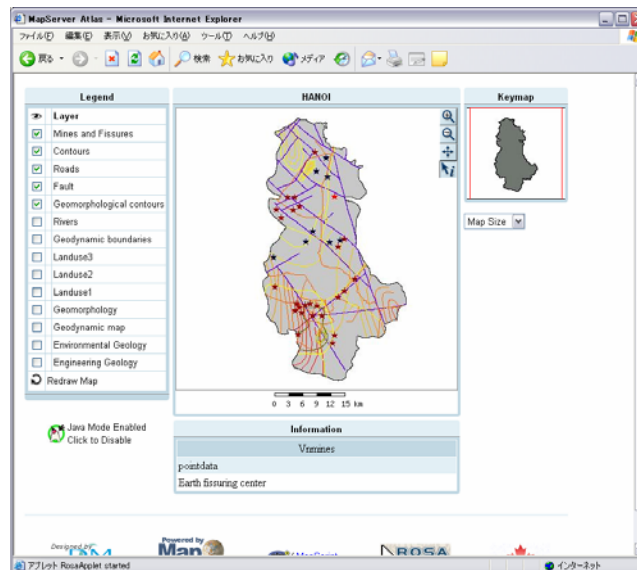 MapServer Atlas - Microsoft Internet Explorer
ファイル(F) 編集(E) 表示(V) お気に入り(A) ツール(T) ヘルプ(H)
戻る 検索 お気に入り メディア
Legend
Layer
Mines and Fissures
Contours
Roads
Fault
Geomorphological contours
Rivers
Geodynamic boundaries
Landuse3
Landuse2
Landuse1
Geomorphology
Geodynamic map
Environmental Geology
Engineering Geology
Redraw Map
Java Mode Enabled
Click to Disable
HANOI
0 3 6 9 12 15 km
Information
Vnmines
pointdata
Earth fissuring center
Keymap
Map Size
Designed by
DM
Powered by
Map
MapScript
ROSA
アプレット RosaApplet started
インターネット